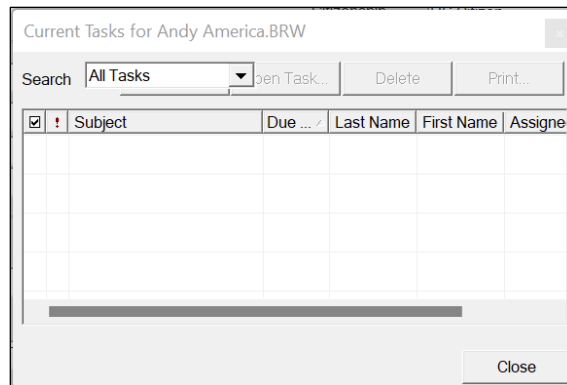 Current Tasks for Andy America.BRW
Search All Tasks pen Task... Delete Print...
! Subject Due ... Last Name First Name Assigne
Close